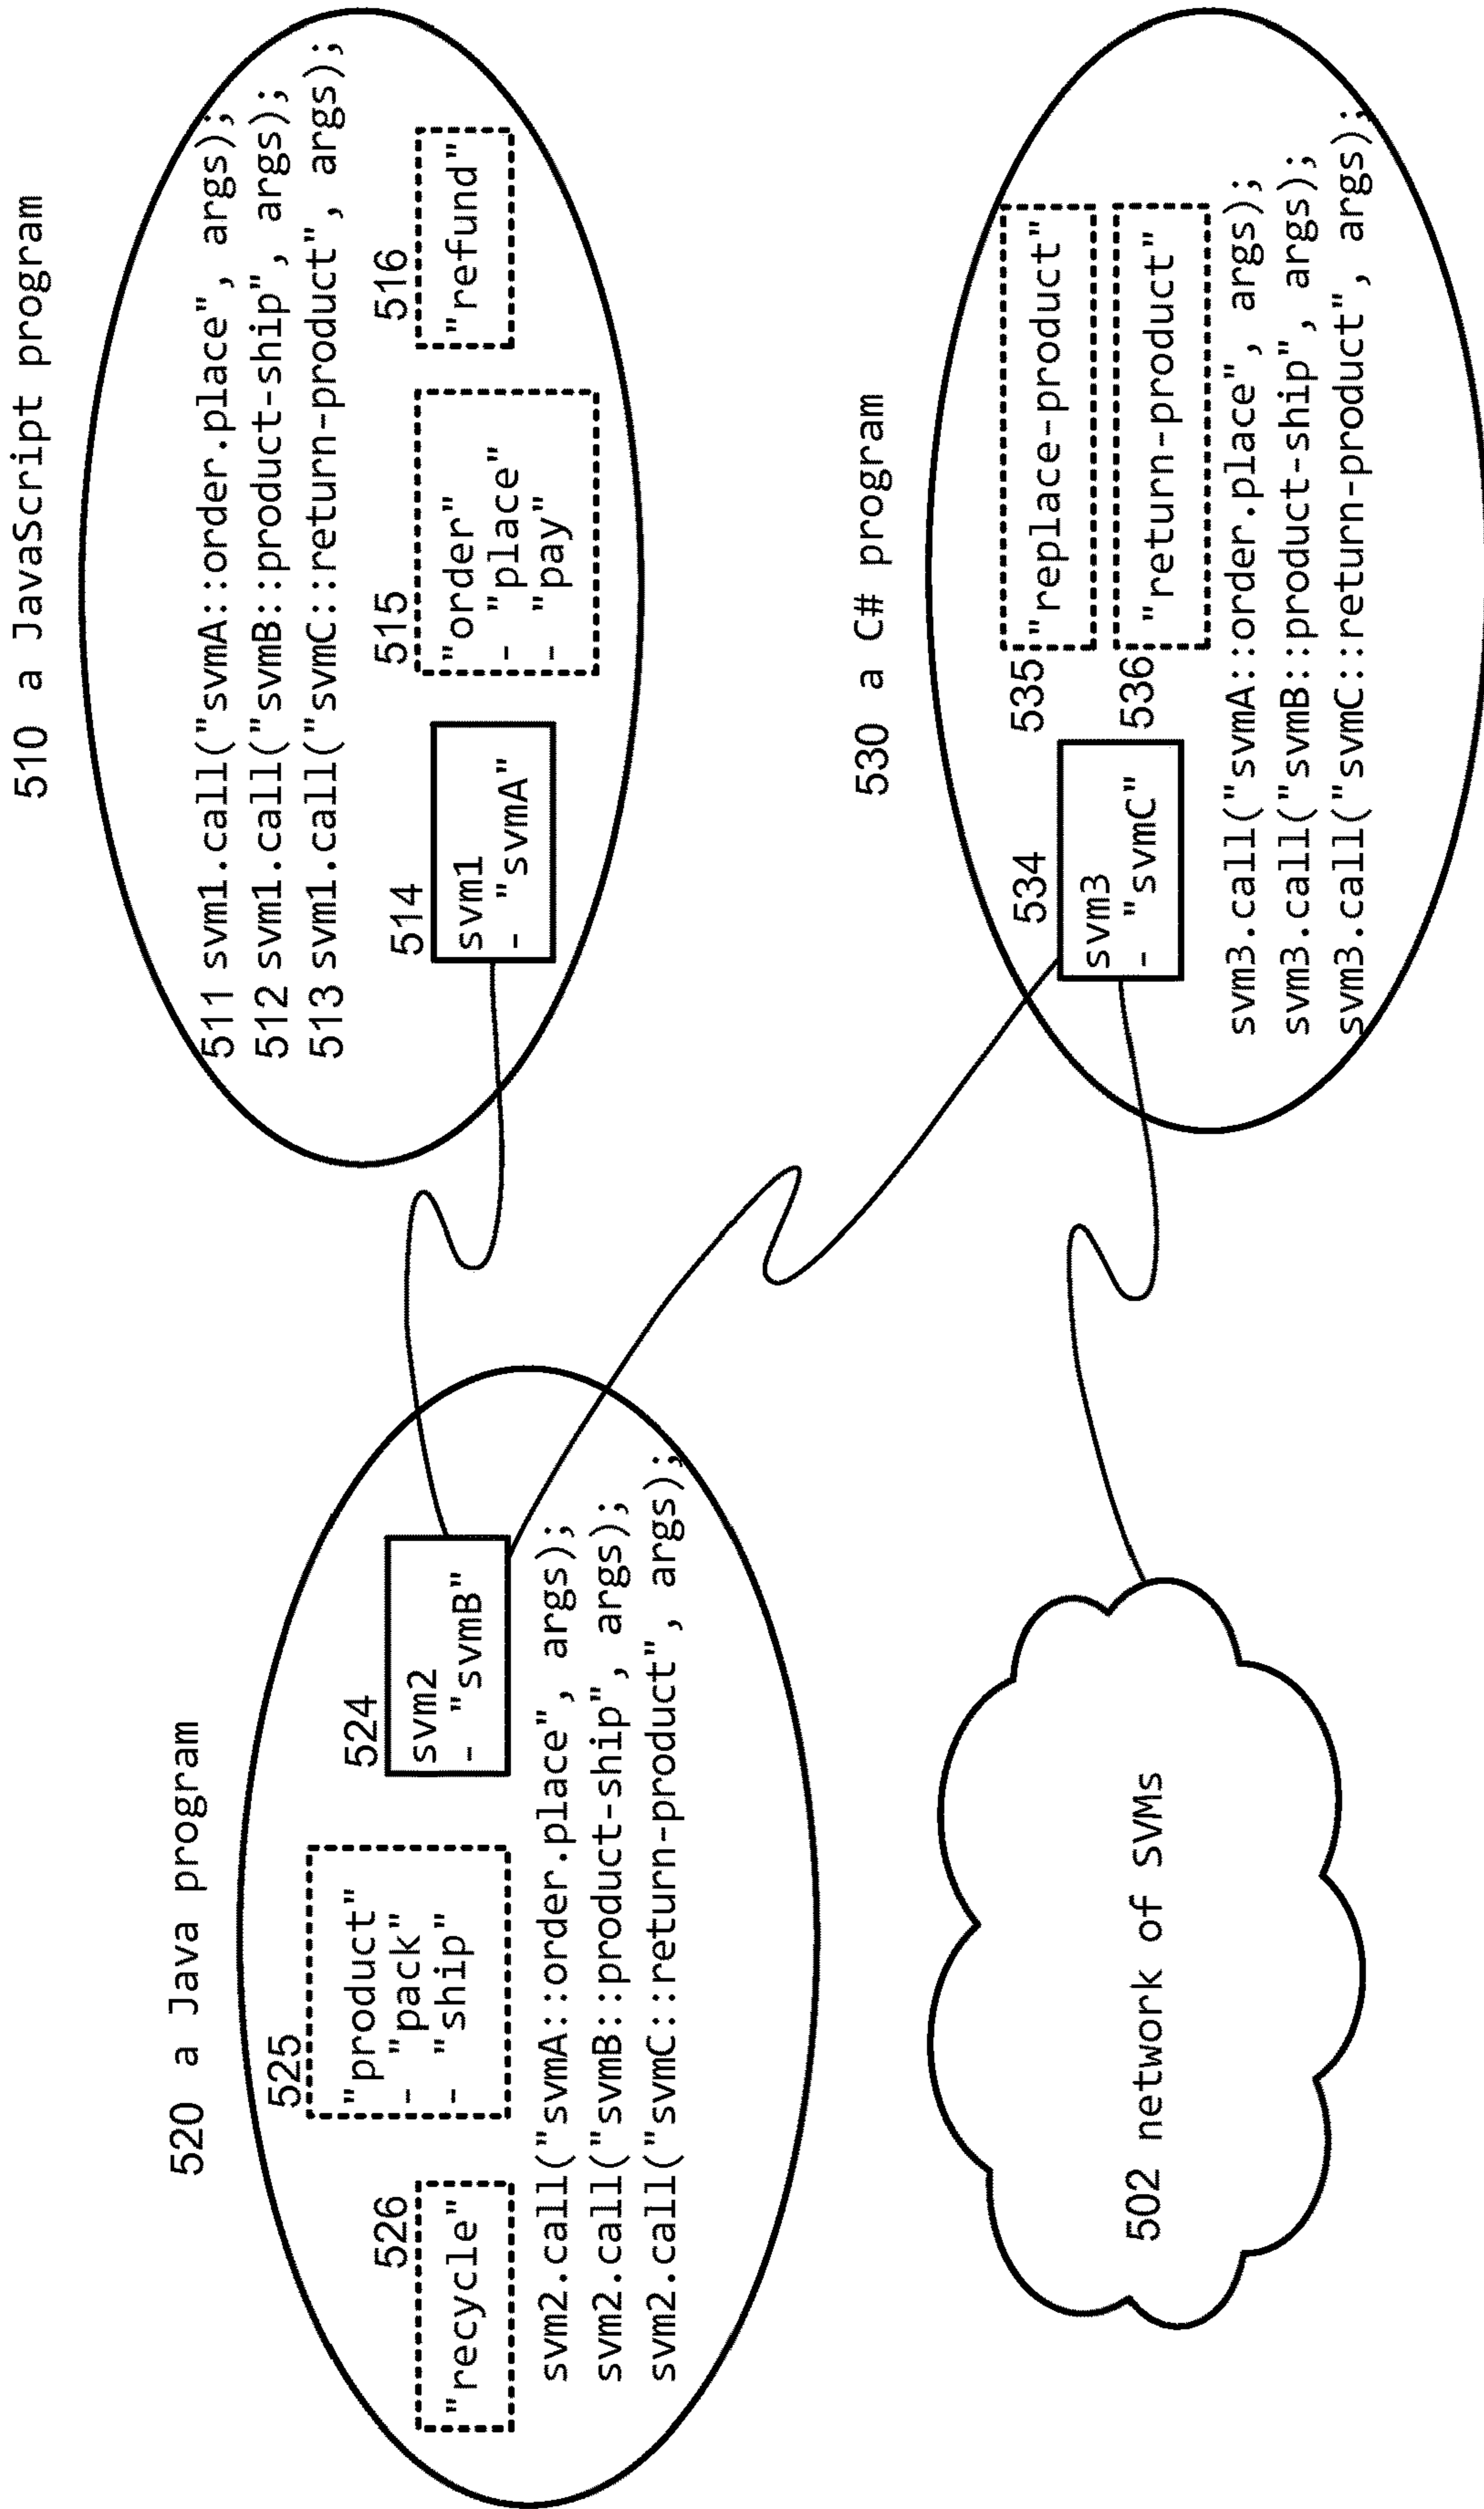 520 a Java program
526
"recycle"
525
"product"
- "pack"
- "ship"
524
svm2
- "svmB"
svm2.call("svmA::order.place", args);
svm2.call("svmB::product-ship", args);
svm2.call("svmC::return-product", args);
510 a JavaScript program
511 svm1.call("svmA::order.place", args);
512 svm1.call("svmB::product-ship", args);
513 svm1.call("svmC::return-product", args);
514
svm1
- "svmA"
515
"order"
- "place"
- "pay"
516
"refund"
502 network of SVMs
530 a C# program
534
svm3
- "svmC"
535
"replace-product"
536
"return-product"
svm3.call("svmA::order.place", args);
svm3.call("svmB::product-ship", args);
svm3.call("svmC::return-product", args);